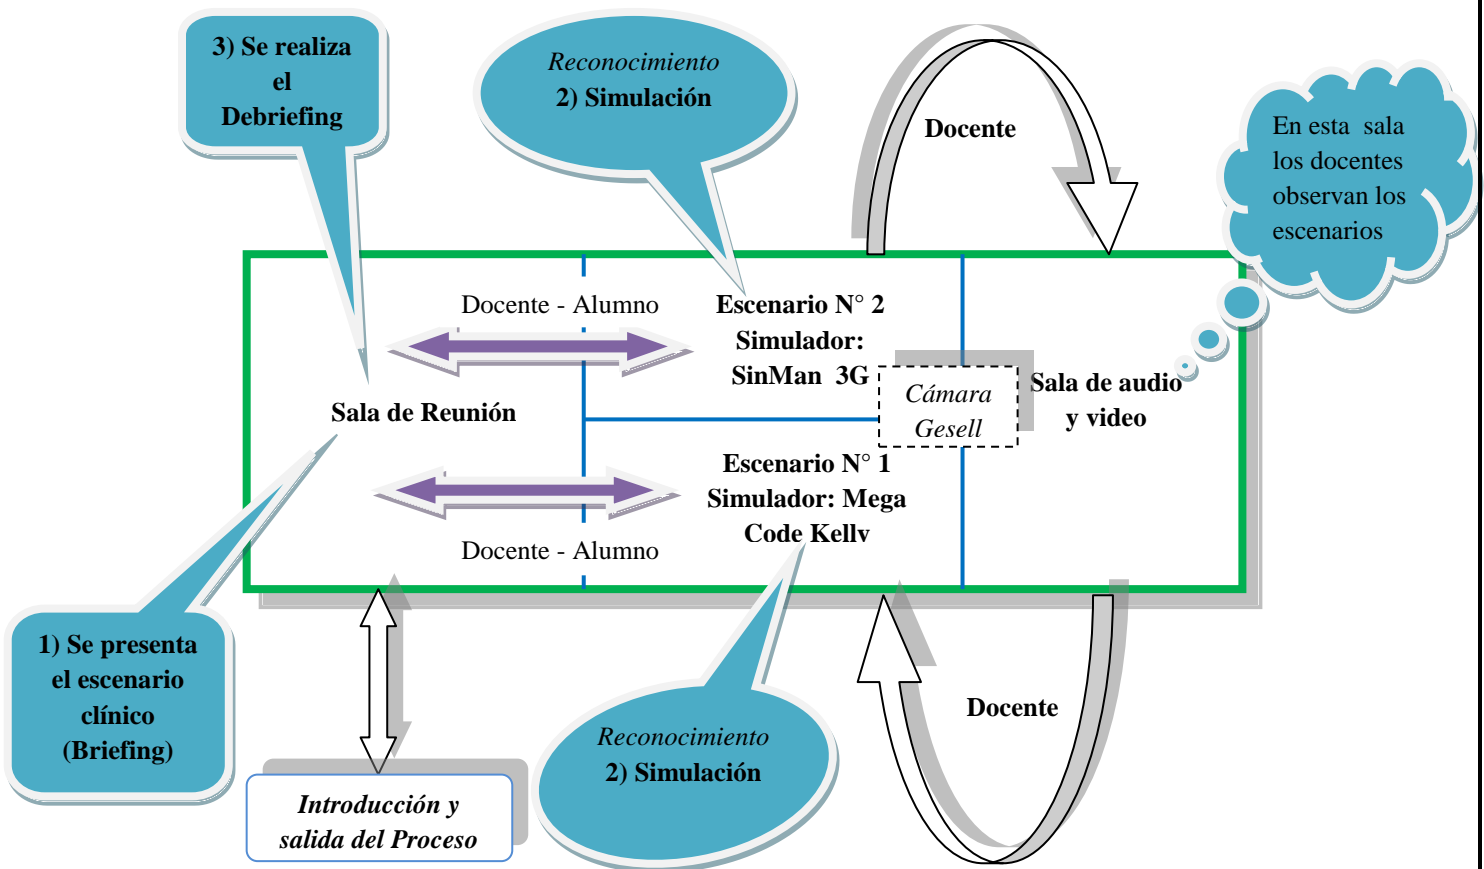 3) Se realiza
el
Debriefing
Reconocimiento
2) Simulación
Docente
En esta sala
los docentes
observan los
escenarios
Docente - Alumno
Escenario N° 2
Simulador:
SinMan 3G
Sala de Reunión
Cámara
Gesell
Sala de audio
y video
Escenario N° 1
Simulador: Mega
Code Kelly
Docente - Alumno
1) Se presenta
el escenario
clínico
(Briefing)
Reconocimiento
2) Simulación
Docente
Introducción y
salida del Proceso